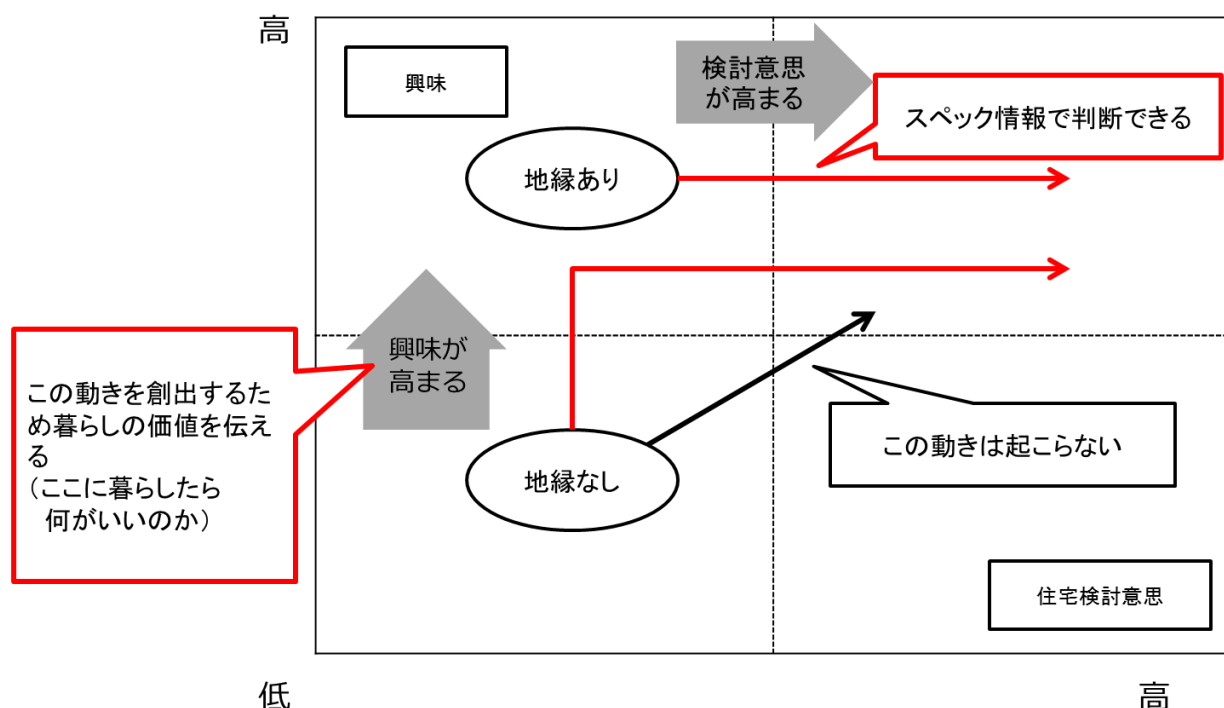 高
興味
検討意思
が高まる
スペック情報で判断できる
地縁あり
興味が
高まる
この動きを創出するた
め暮らしの価値を伝え
る
（ここに暮らしたら
何がいいのか）
この動きは起こらない
地縁なし
住宅検討意思
低
高